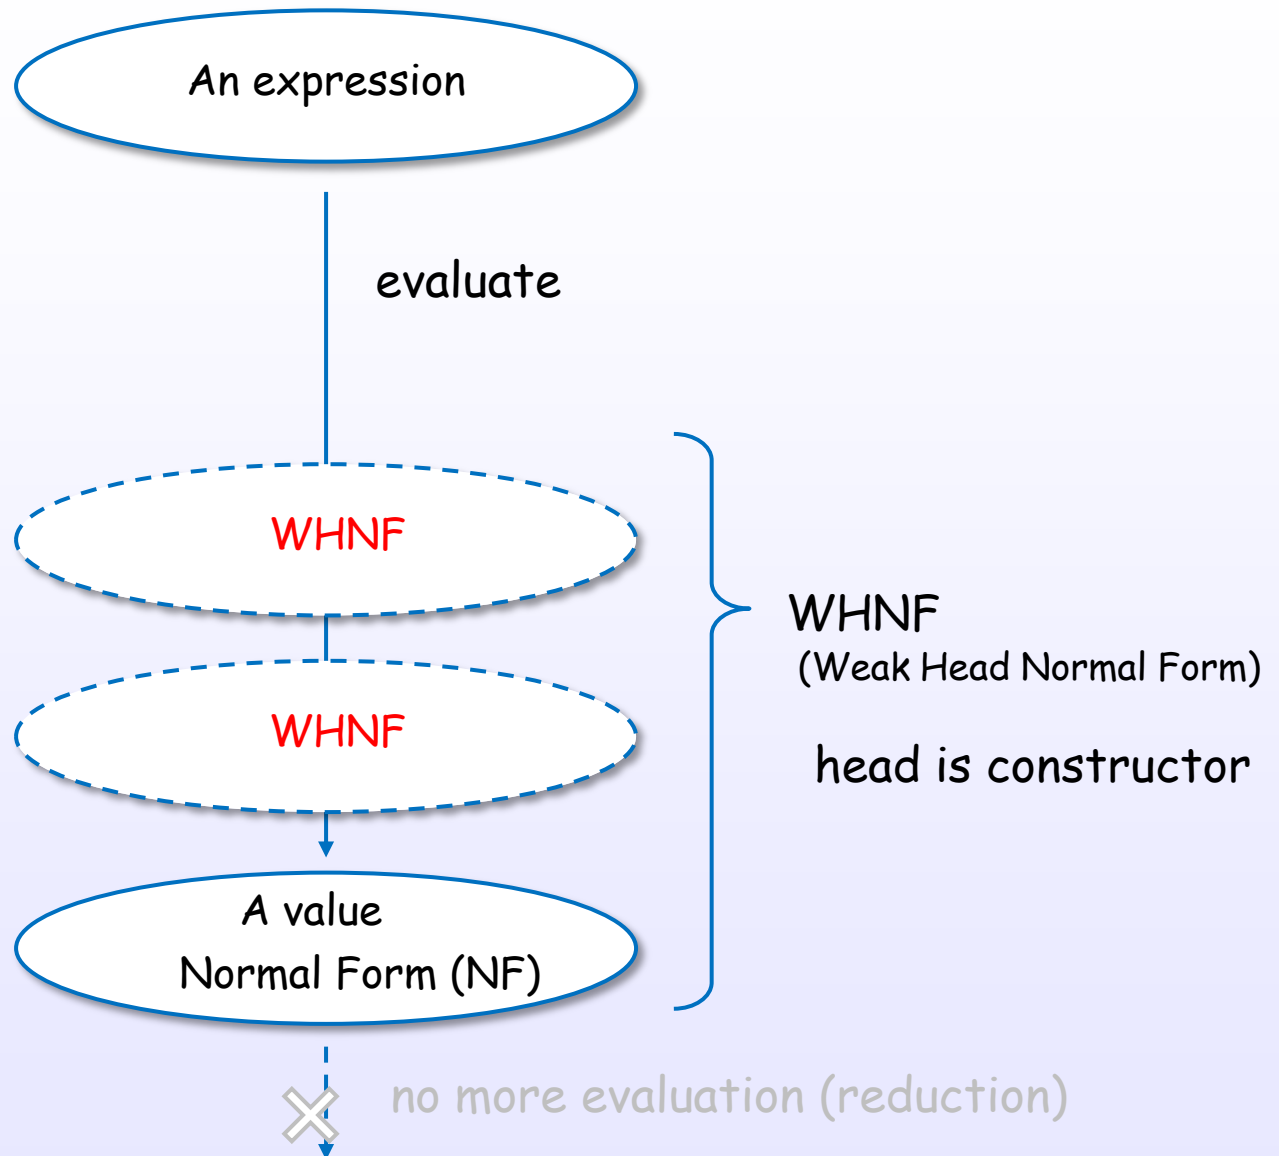 An expression
evaluate
WHNF
WHNF
WHNF
(Weak Head Normal Form)
head is constructor
A value
Normal Form (NF)
no more evaluation (reduction)